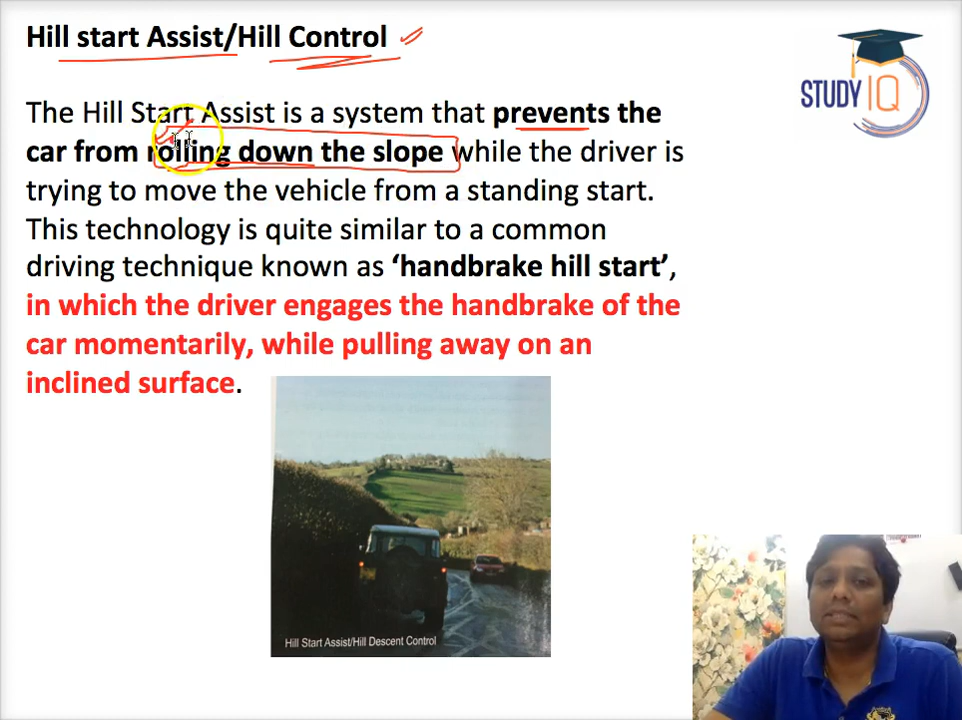 Hill start Assist/Hill Control
STUDY IQ
The Hill Start Assist is a system that prevents the
car from rolling down the slope while the driver is
trying to move the vehicle from a standing start.
This technology is quite similar to a common
driving technique known as ‘handbrake hill start’,
in which the driver engages the handbrake of the
car momentarily, while pulling away on an
inclined surface.
Hill Start Assist/Hill Descent Control